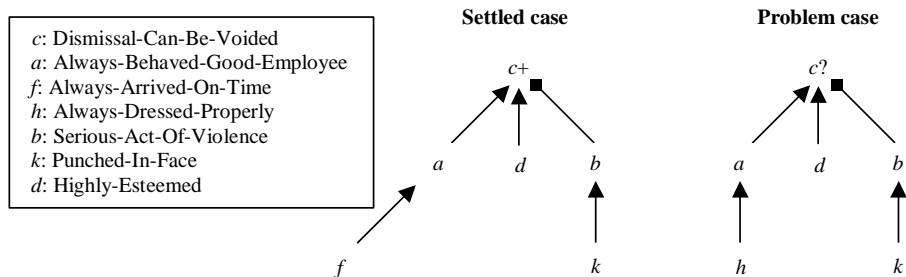 Settled case
Problem case
c: Dismissal-Can-Be-Voided
a: Always-Behaved-Good-Employee
f: Always-Arrived-On-Time
h: Always-Dressed-Properly
b: Serious-Act-Of-Violence
k: Punched-In-Face
d: Highly-Esteemed
c+
a d b
f k
c?
a d b
h k